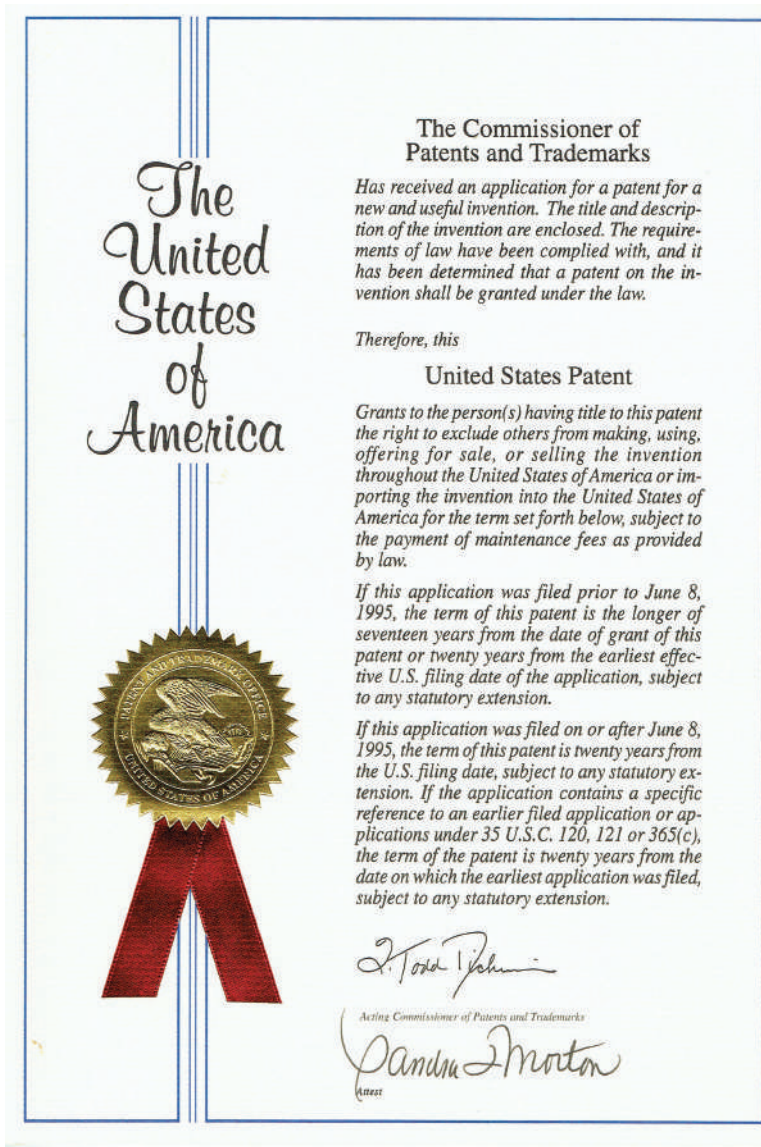 The
United
States
of
America
PATENT AND TRADEMARK OFFICE
UNITED STATES OF AMERICA
The Commissioner of
Patents and Trademarks
Has received an application for a patent for a
new and useful invention. The title and descrip-
tion of the invention are enclosed. The require-
ments of law have been complied with, and it
has been determined that a patent on the in-
vention shall be granted under the law.
Therefore, this
United States Patent
Grants to the person(s) having title to this patent
the right to exclude others from making, using,
offering for sale, or selling the invention
throughout the United States of America or im-
porting the invention into the United States of
America for the term set forth below, subject to
the payment of maintenance fees as provided
by law.
If this application was filed prior to June 8,
1995, the term of this patent is the longer of
seventeen years from the date of grant of this
patent or twenty years from the earliest effec-
tive U.S. filing date of the application, subject
to any statutory extension.
If this application was filed on or after June 8,
1995, the term of this patent is twenty years from
the U.S. filing date, subject to any statutory ex-
tension. If the application contains a specific
reference to an earlier filed application or ap-
plications under 35 U.S.C. 120, 121 or 365(c),
the term of the patent is twenty years from the
date on which the earliest application was filed,
subject to any statutory extension.
Todd
Acting Commissioner of Patents and Trademarks
Sandra Morton
Attest